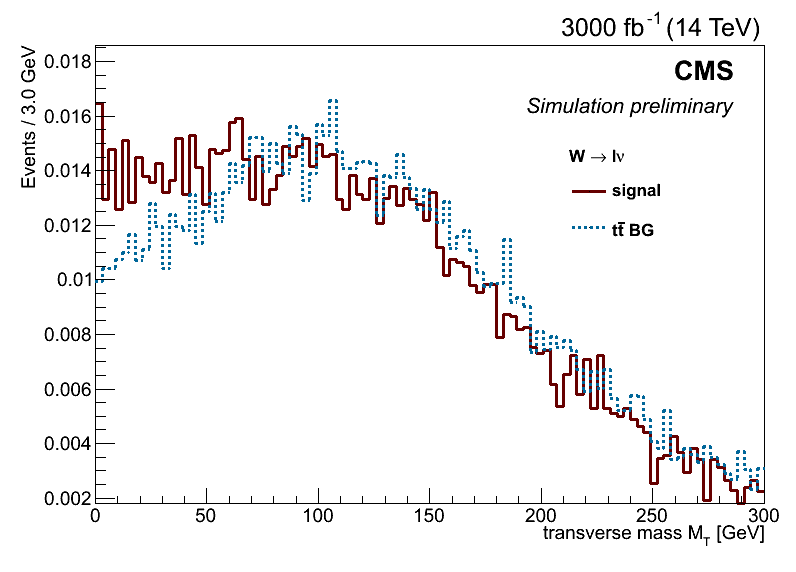 3000 fb-1 (14 TeV)
CMS
Simulation preliminary
W → lν
signal
tt̄ BG
Events / 3.0 GeV
0.018
0.016
0.014
0.012
0.01
0.008
0.006
0.004
0.002
0 50 100 150 200 250 300
transverse mass MT [GeV]